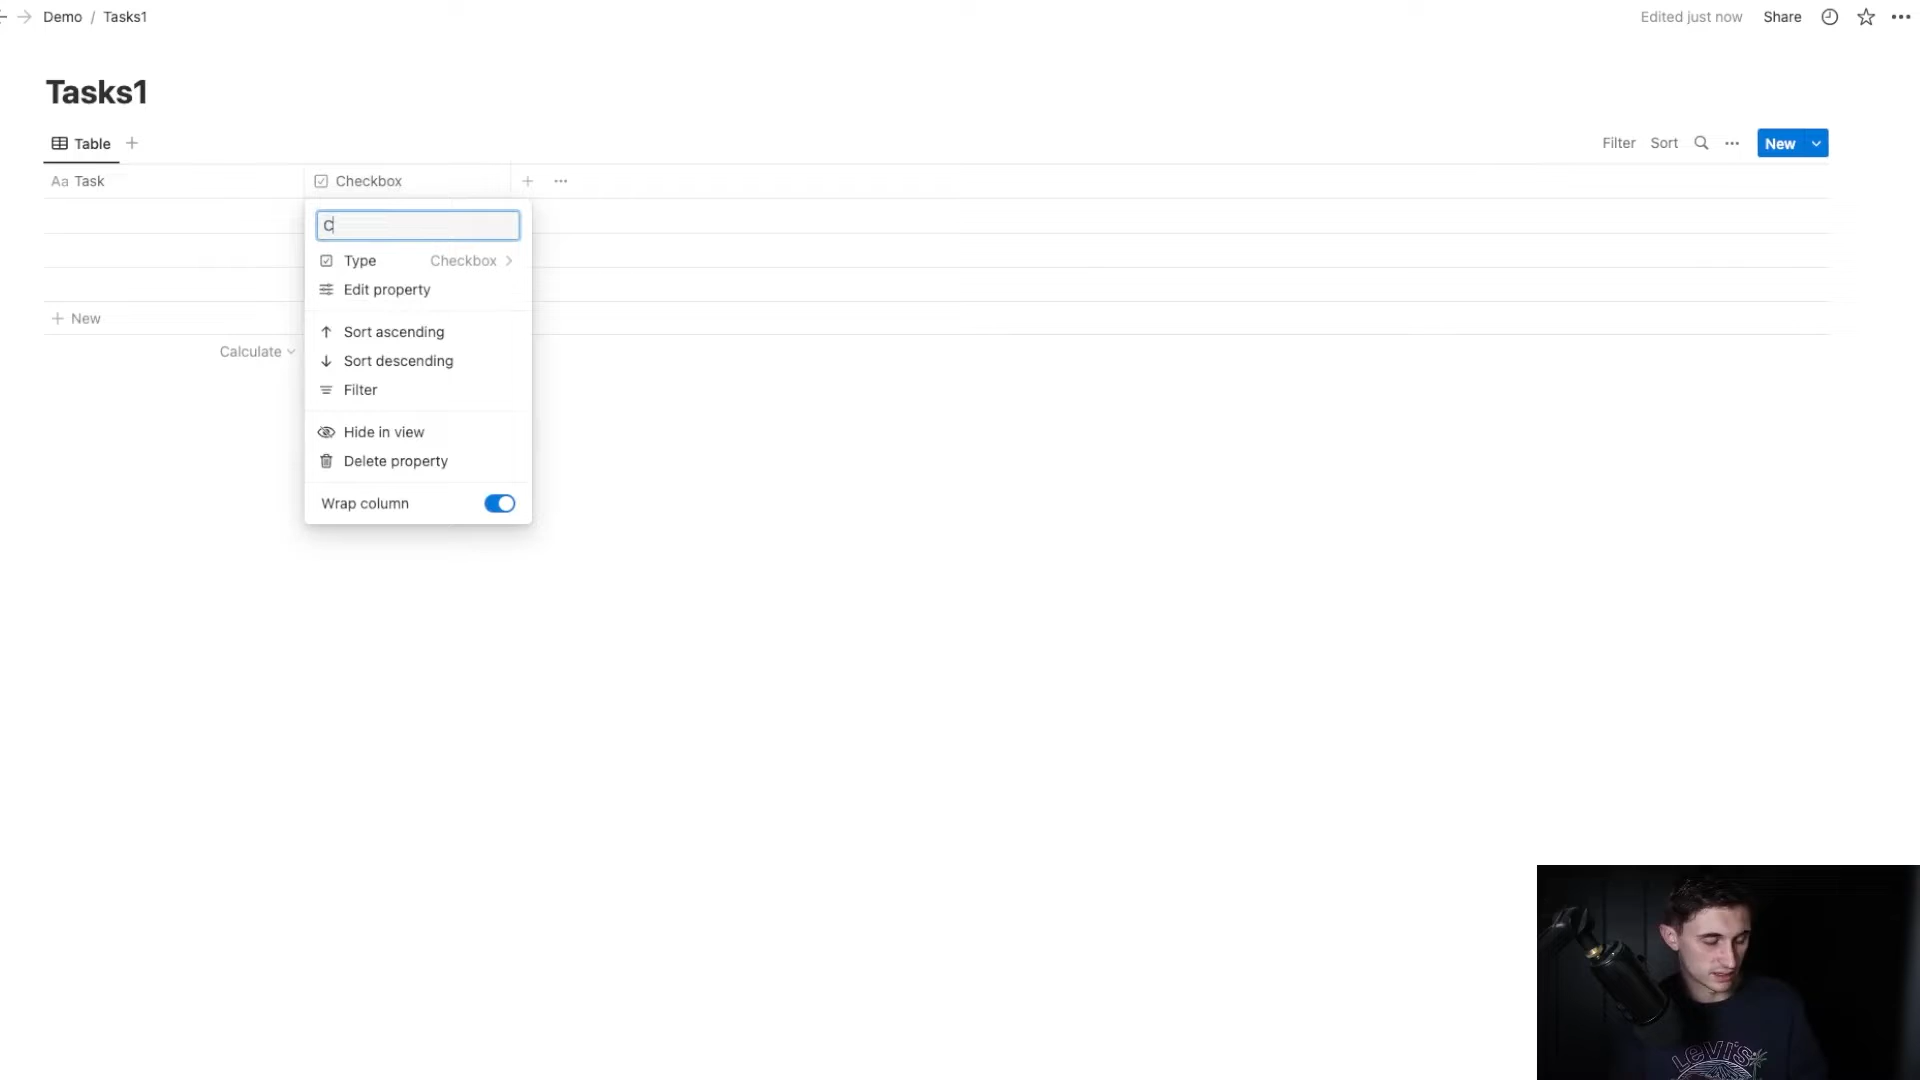 Demo / Tasks1
Edited just now Share
Tasks1
Table
Filter Sort New
Aa Task Checkbox
C
Type Checkbox
Edit property
New
Sort ascending
Calculate
Sort descending
Filter
Hide in view
Delete property
Wrap column
LEVI'S